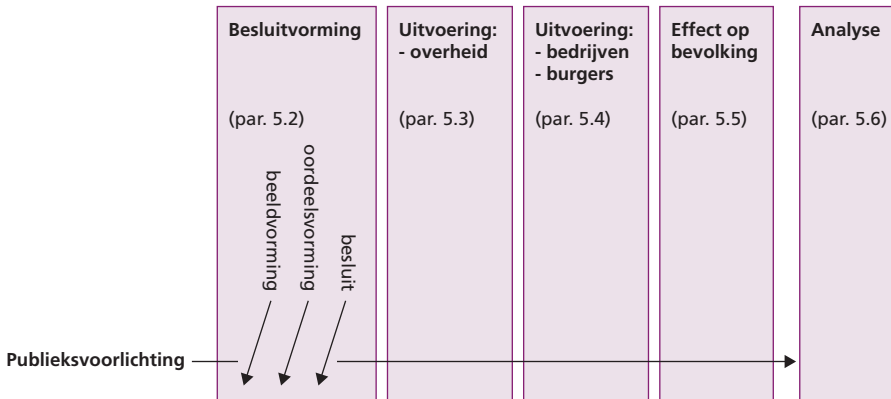 Besluitvorming
(par. 5.2)
beeldvorming
oordeelsvorming
besluit
Uitvoering:
- overheid
(par. 5.3)
Uitvoering:
- bedrijven
- burgers
(par. 5.4)
Effect op
bevolking
(par. 5.5)
Analyse
(par. 5.6)
Publieksvoorlichting